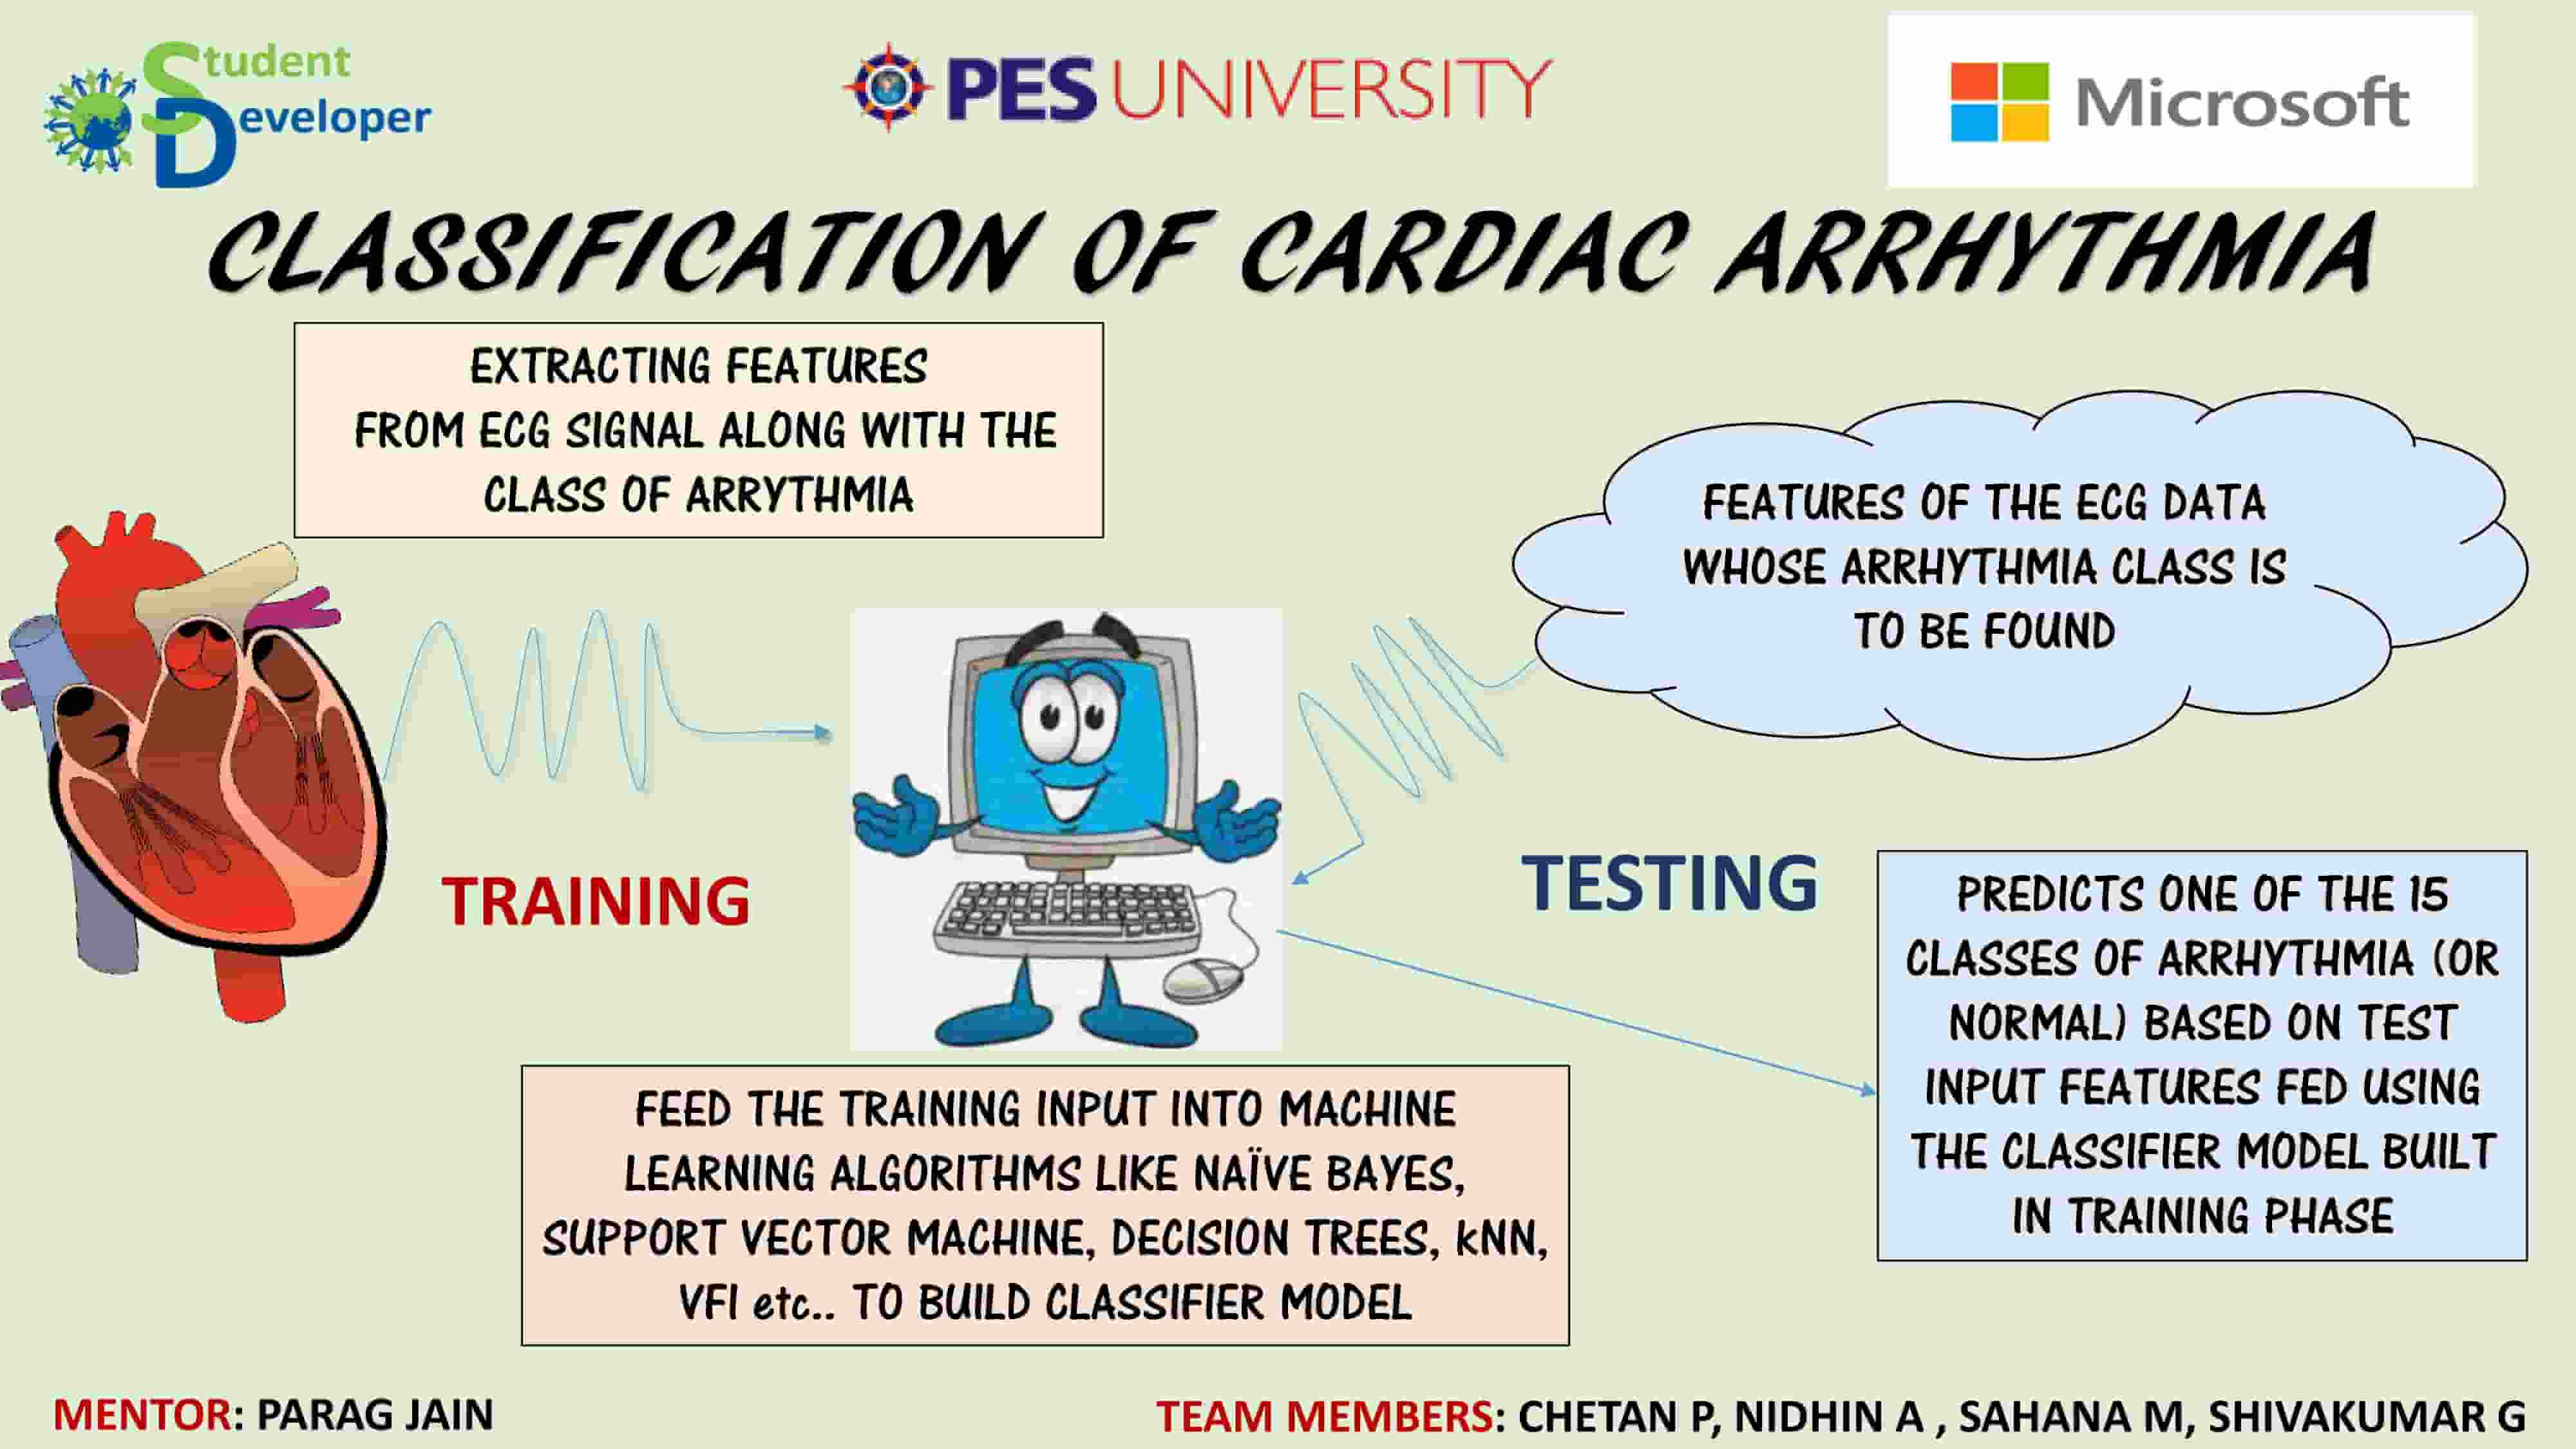 Student
Developer
PES UNIVERSITY
Microsoft
CLASSIFICATION OF CARDIAC ARRHYTHMIA
EXTRACTING FEATURES
FROM ECG SIGNAL ALONG WITH THE
CLASS OF ARRYTHMIA
FEATURES OF THE ECG DATA
WHOSE ARRHYTHMIA CLASS IS
TO BE FOUND
TRAINING
TESTING
PREDICTS ONE OF THE 15
CLASSES OF ARRHYTHMIA (OR
NORMAL) BASED ON TEST
INPUT FEATURES FED USING
THE CLASSIFIER MODEL BUILT
IN TRAINING PHASE
FEED THE TRAINING INPUT INTO MACHINE
LEARNING ALGORITHMS LIKE NAÏVE BAYES,
SUPPORT VECTOR MACHINE, DECISION TREES, kNN,
VFI etc.. TO BUILD CLASSIFIER MODEL
MENTOR: PARAG JAIN
TEAM MEMBERS: CHETAN P, NIDHIN A , SAHANA M, SHIVAKUMAR G